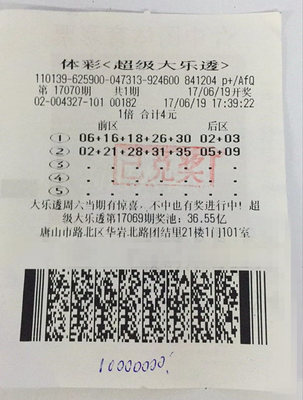 体彩<超级大乐透>
110139-625900-047313-924600 841204 p+/AfQ
第 17070期 共1期 17/06/19开奖
02-004327-101 00182 17/06/19 17:39:22
1倍 合计4元
前区 后区
① 06+16+18+26+30 02+03
② 02+21+28+31+35 05+09
③
④
⑤
已兑奖
大乐透周六当期有惊喜，不中也有奖进行中！超
级大乐透第17069期奖池：36.55亿
唐山市路北区华岩北路团结里21楼1门101室
10000000